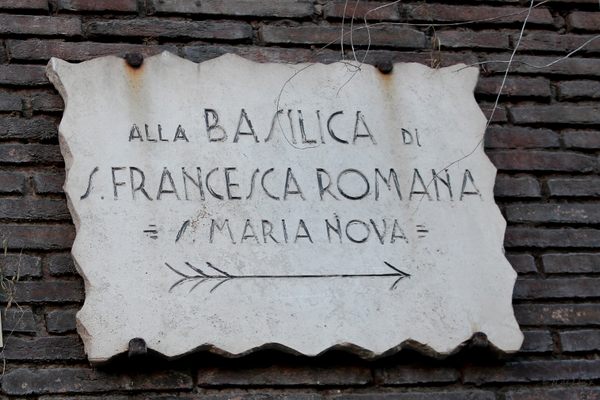 ALLA BASILICA DI
S. FRANCESCA ROMANA
= S. MARIA NOVA =